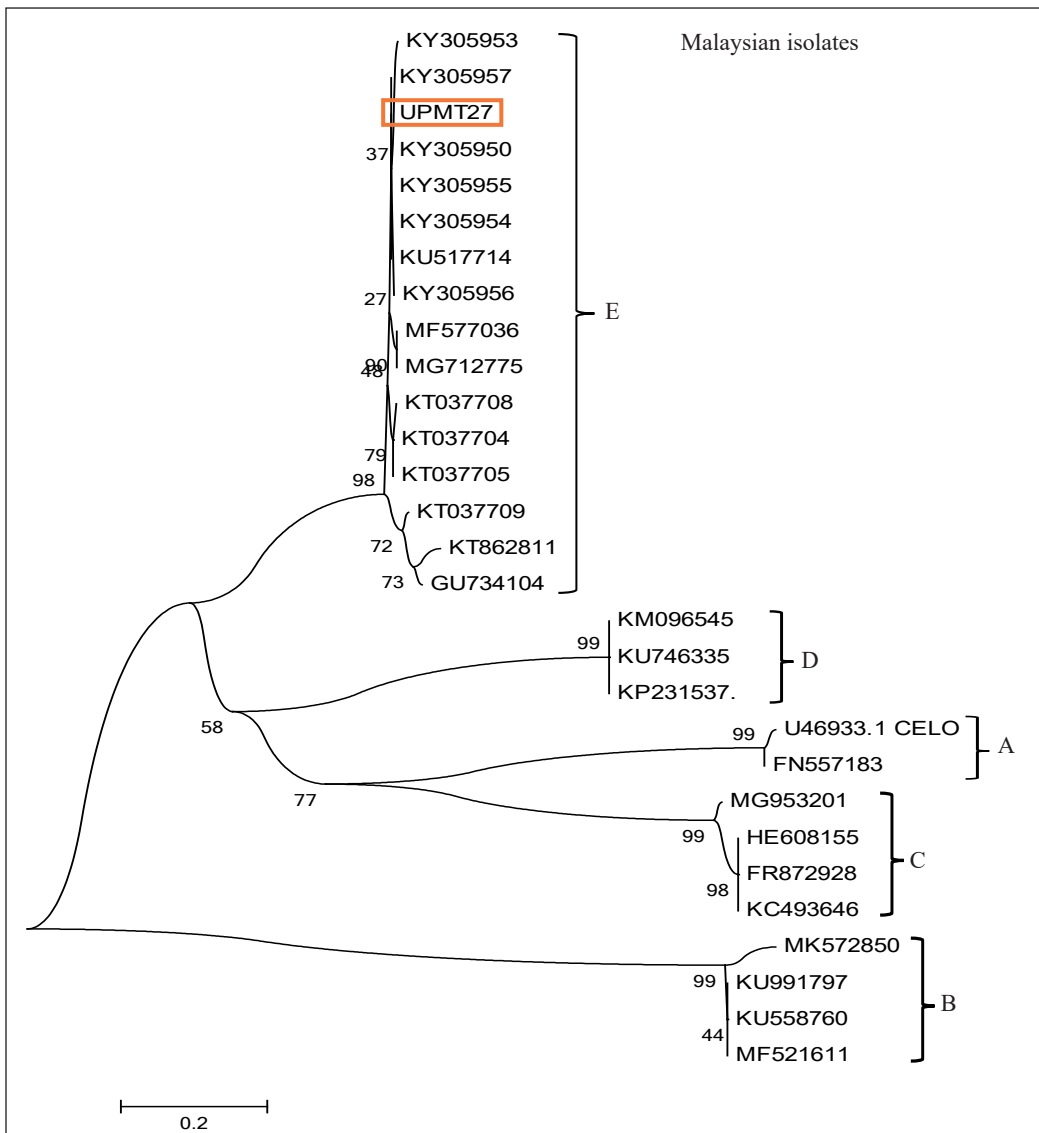 KY305953
Malaysian isolates
KY305957
UPMT27
37
KY305950
KY305955
KY305954
KU517714
27
KY305956
E
MF577036
90
48
MG712775
KT037708
KT037704
79
KT037705
98
KT037709
72
KT862811
73
GU734104
KM096545
99
KU746335
D
KP231537.
58
99
U46933.1 CELO
A
FN557183
77
MG953201
99
HE608155
C
FR872928
98
KC493646
MK572850
99
KU991797
B
KU558760
44
MF521611
0.2